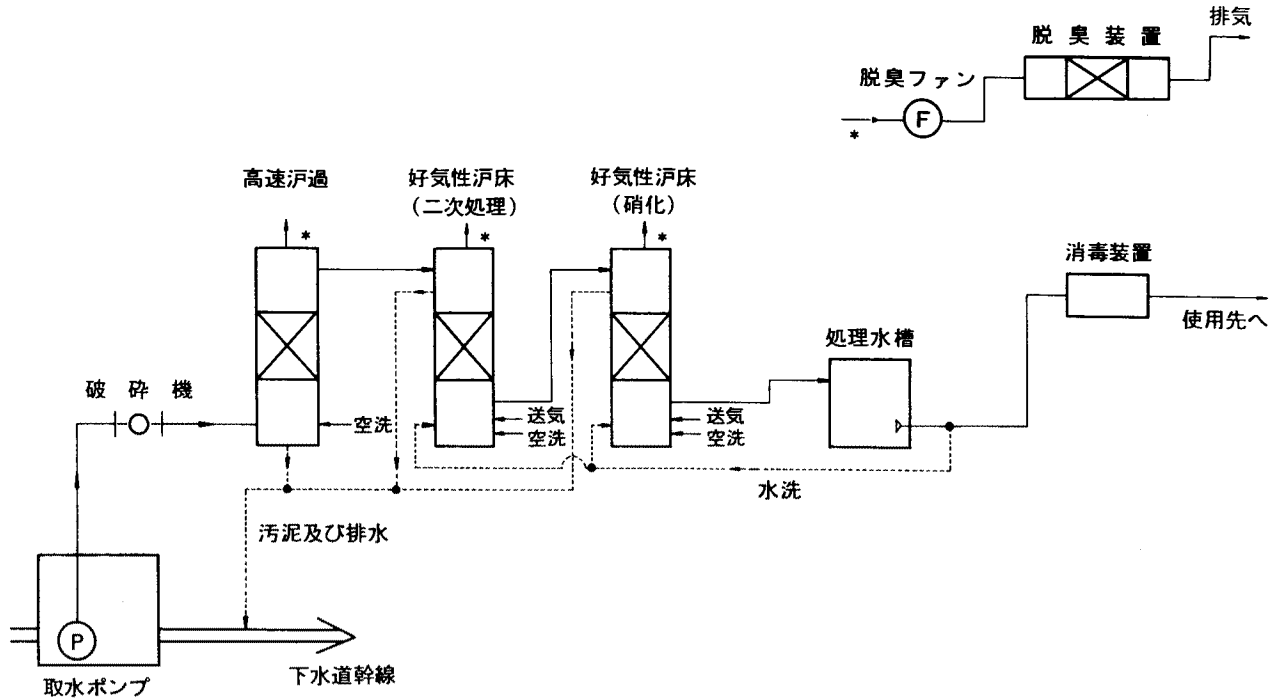 排気
脱臭装置
脱臭ファン
F
*
高速沪過
*
好気性沪床
(二次処理)
*
好気性沪床
(硝化)
*
消毒装置
使用先へ
処理水槽
破砕機
空洗
送気
空洗
送気
空洗
水洗
汚泥及び排水
P
下水道幹線
取水ポンプ